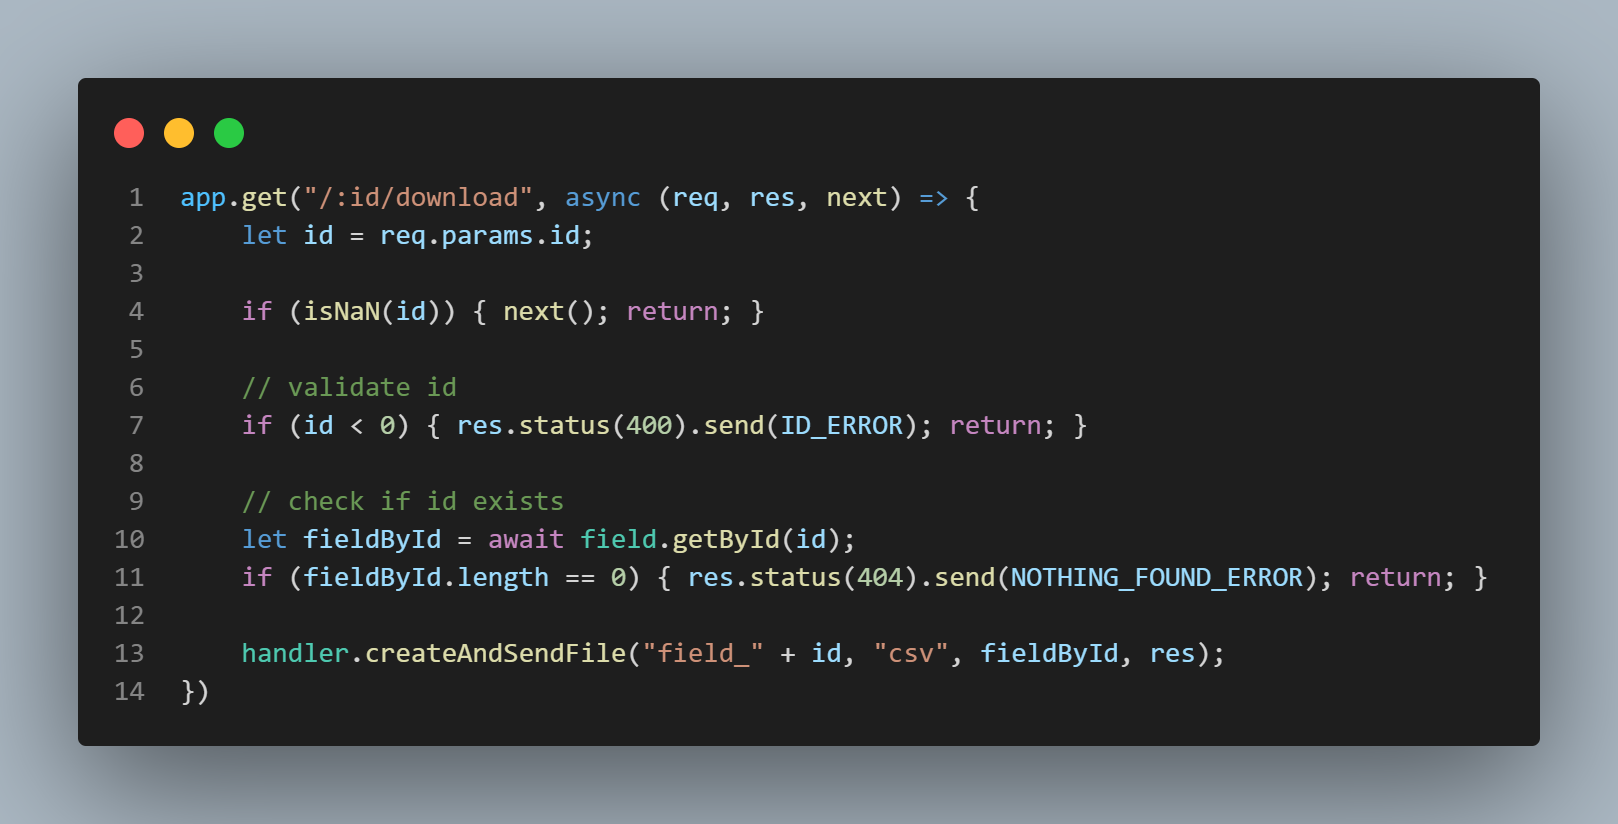 1 app.get("/:id/download", async (req, res, next) => {
2     let id = req.params.id;
3
4     if (isNaN(id)) { next(); return; }
5
6     // validate id
7     if (id < 0) { res.status(400).send(ID_ERROR); return; }
8
9     // check if id exists
10     let fieldById = await field.getById(id);
11     if (fieldById.length == 0) { res.status(404).send(NOTHING_FOUND_ERROR); return; }
12
13     handler.createAndSendFile("field_" + id, "csv", fieldById, res);
14 })